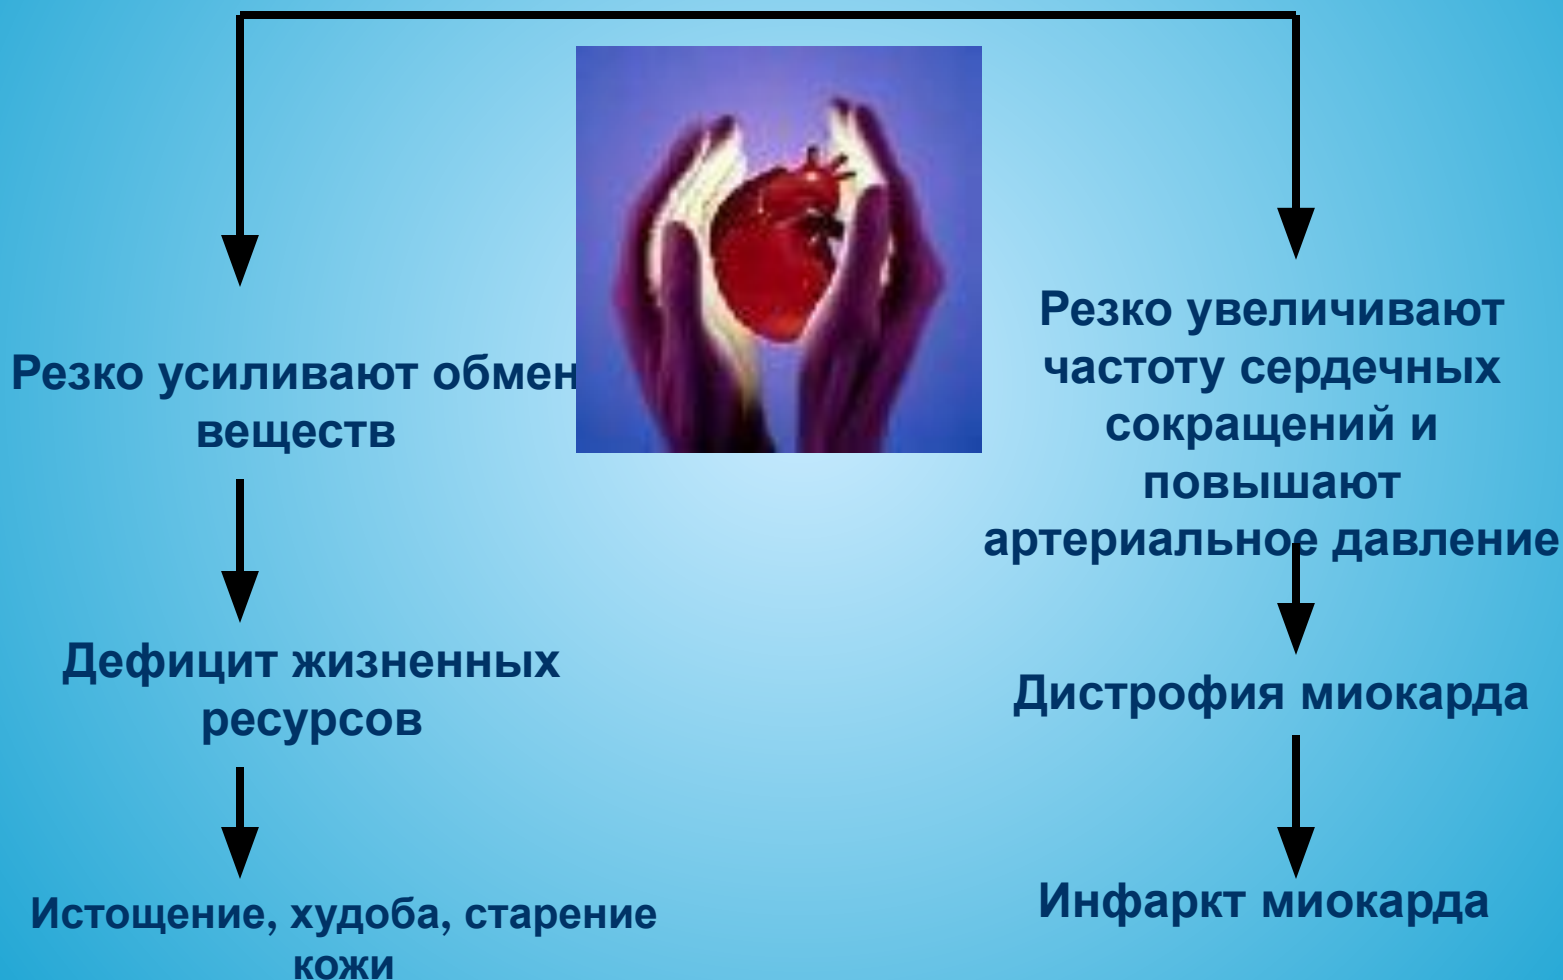 Резко усиливают обмен
веществ
Дефицит жизненных
ресурсов
Истощение, худоба, старение
кожи
Резко увеличивают
частоту сердечных
сокращений и
повышают
артериальное давление
Дистрофия миокарда
Инфаркт миокарда